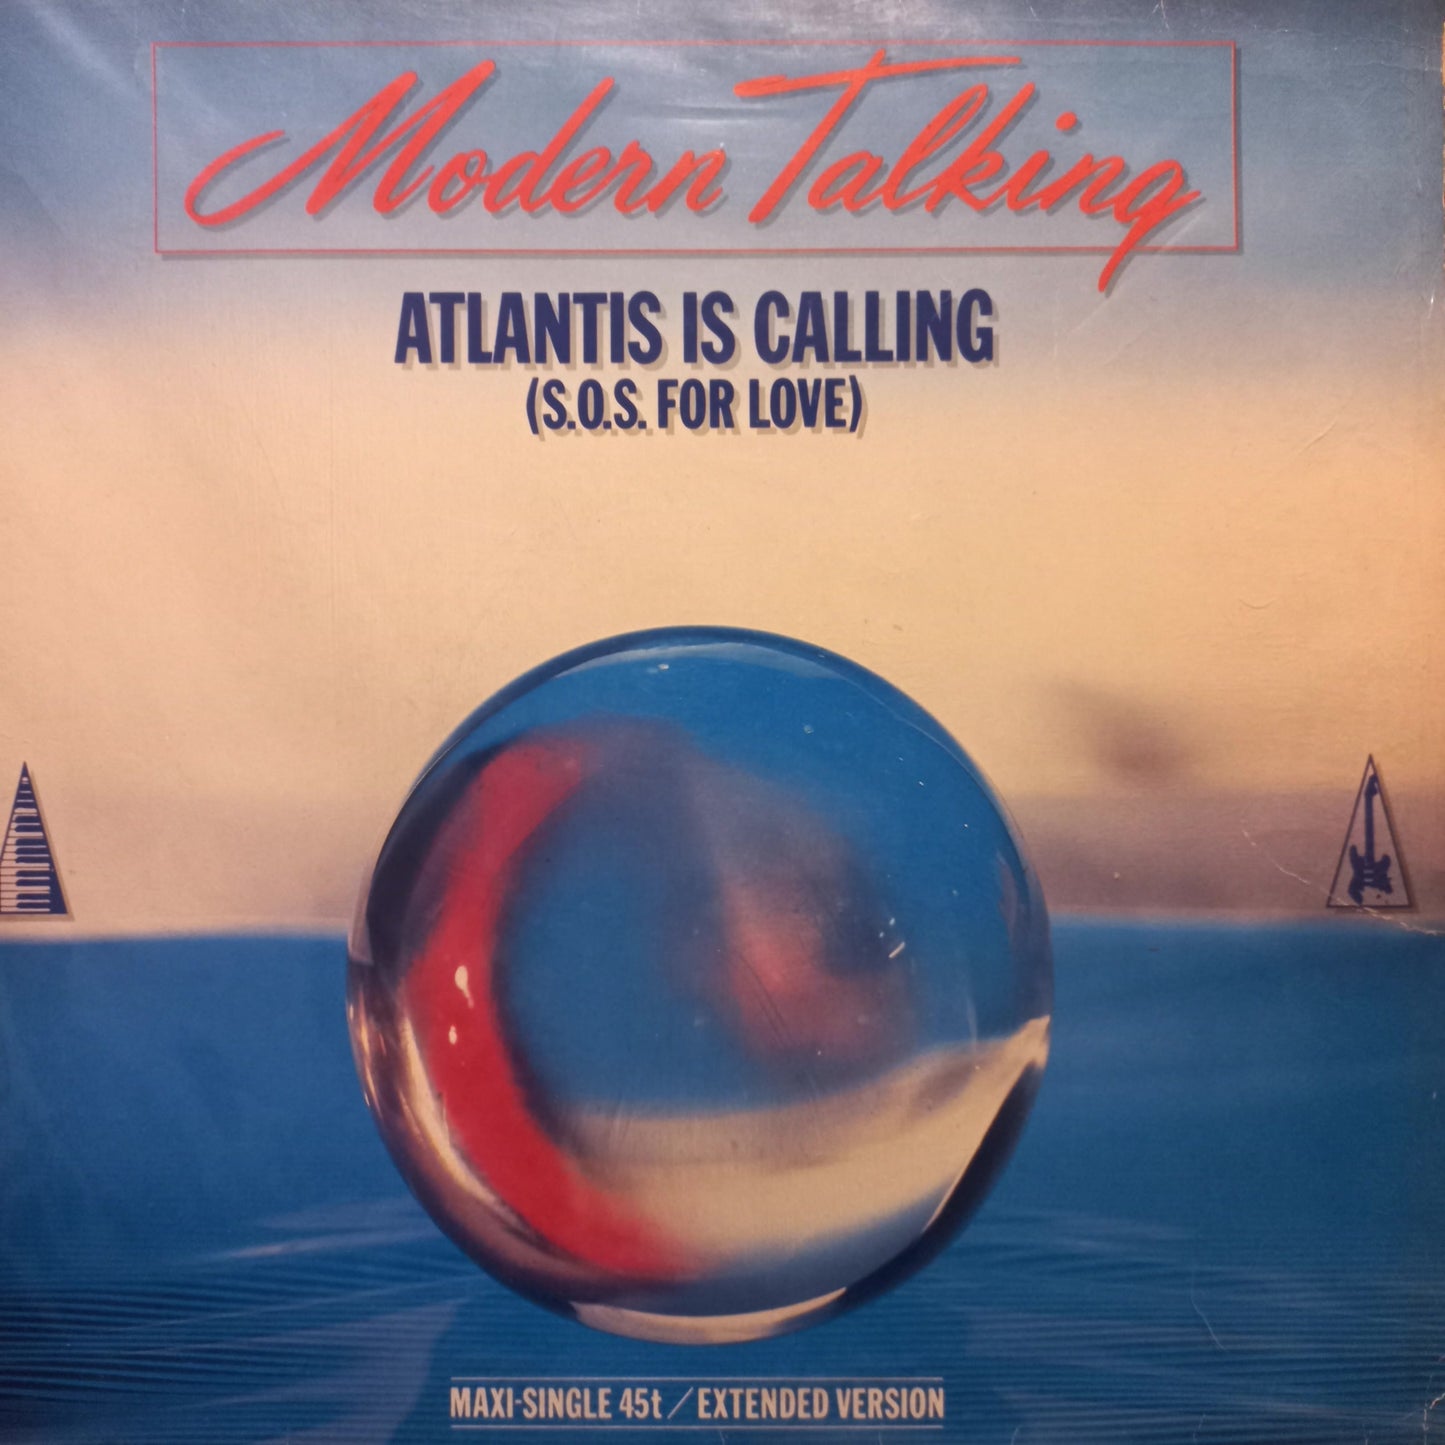 Modern Talking
ATLANTIS IS CALLING
(S.O.S. FOR LOVE)
MAXI-SINGLE 45t / EXTENDED VERSION